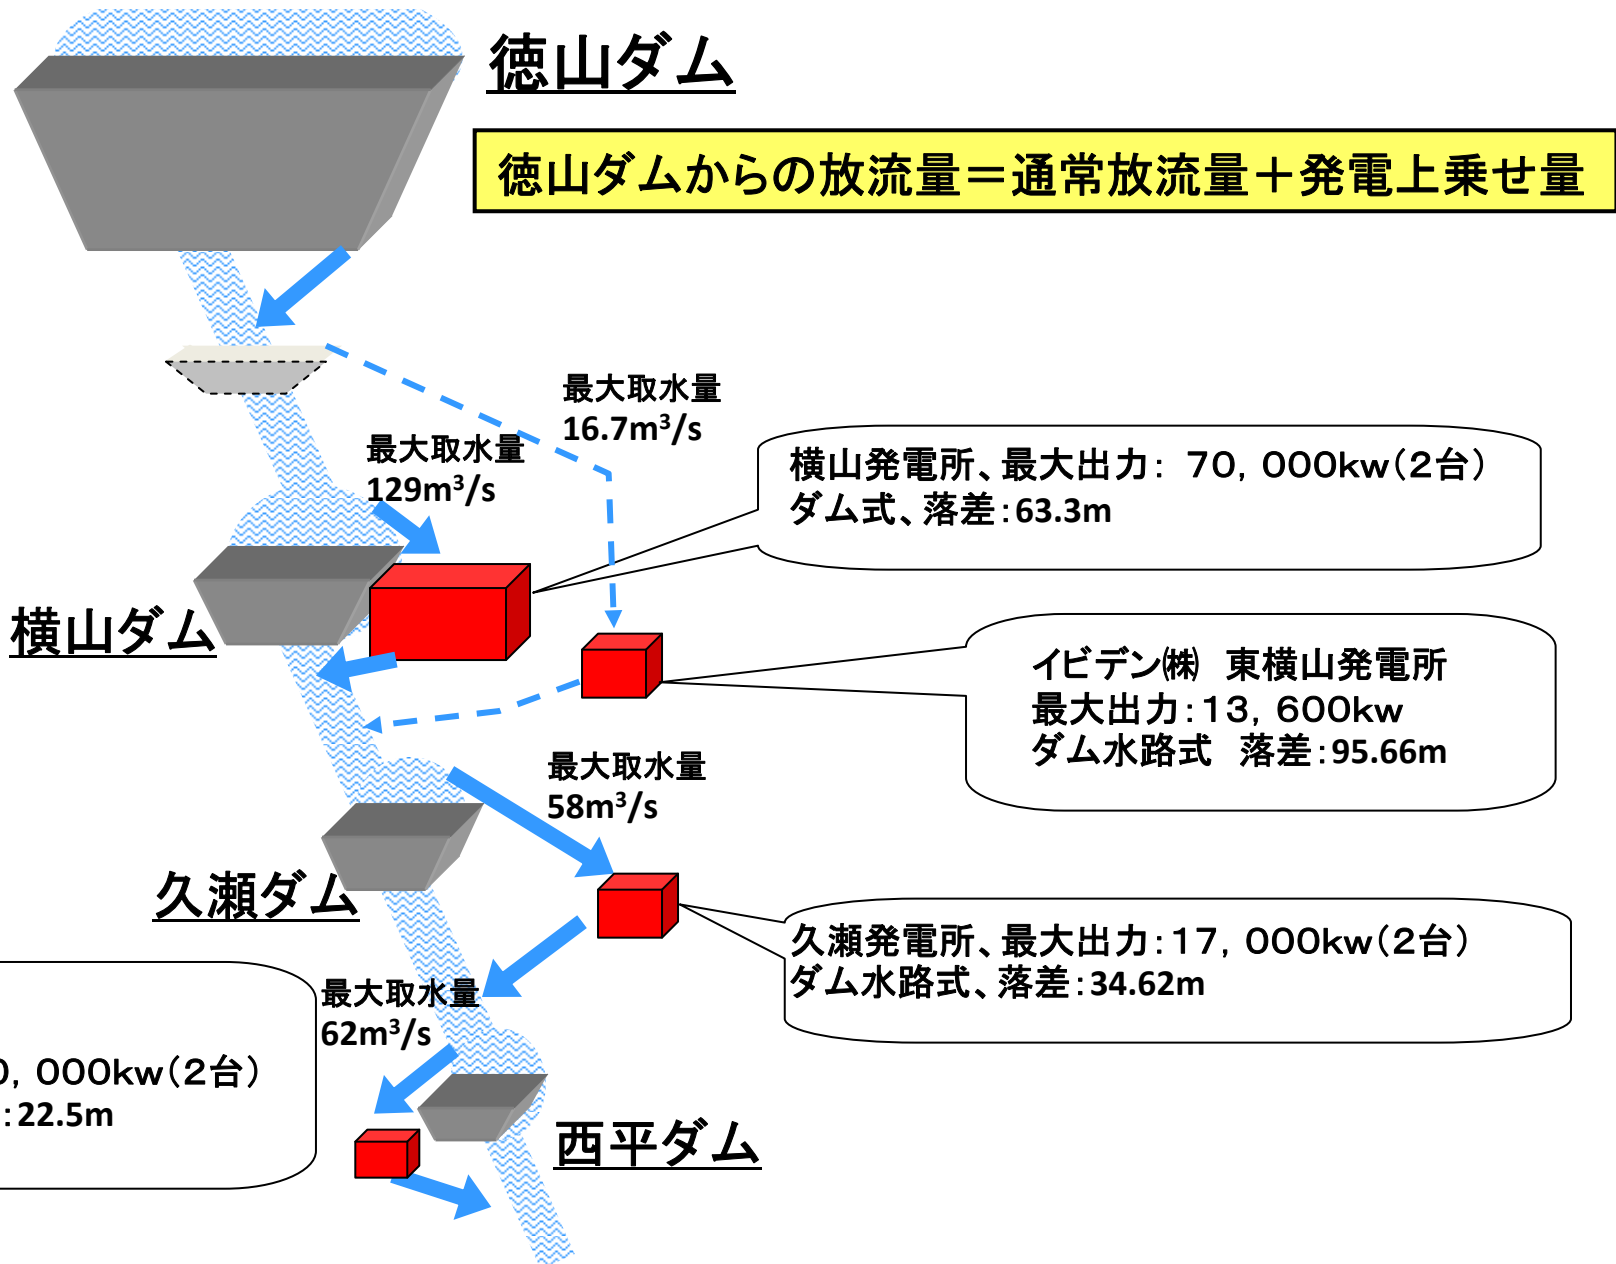 徳山ダム
徳山ダムからの放流量＝通常放流量＋発電上乗せ量
最大取水量
16.7m³/s
最大取水量
129m³/s
横山発電所、最大出力： ７０，０００kw（２台）
ダム式、落差：63.3m
横山ダム
イビデン㈱　東横山発電所
最大出力：１３，６００kw
ダム水路式　落差：95.66m
最大取水量
58m³/s
久瀬ダム
久瀬発電所、最大出力：１７，０００kw（２台）
ダム水路式、落差：34.62m
最大取水量
62m³/s
，０００kw（２台）
：22.5m
西平ダム